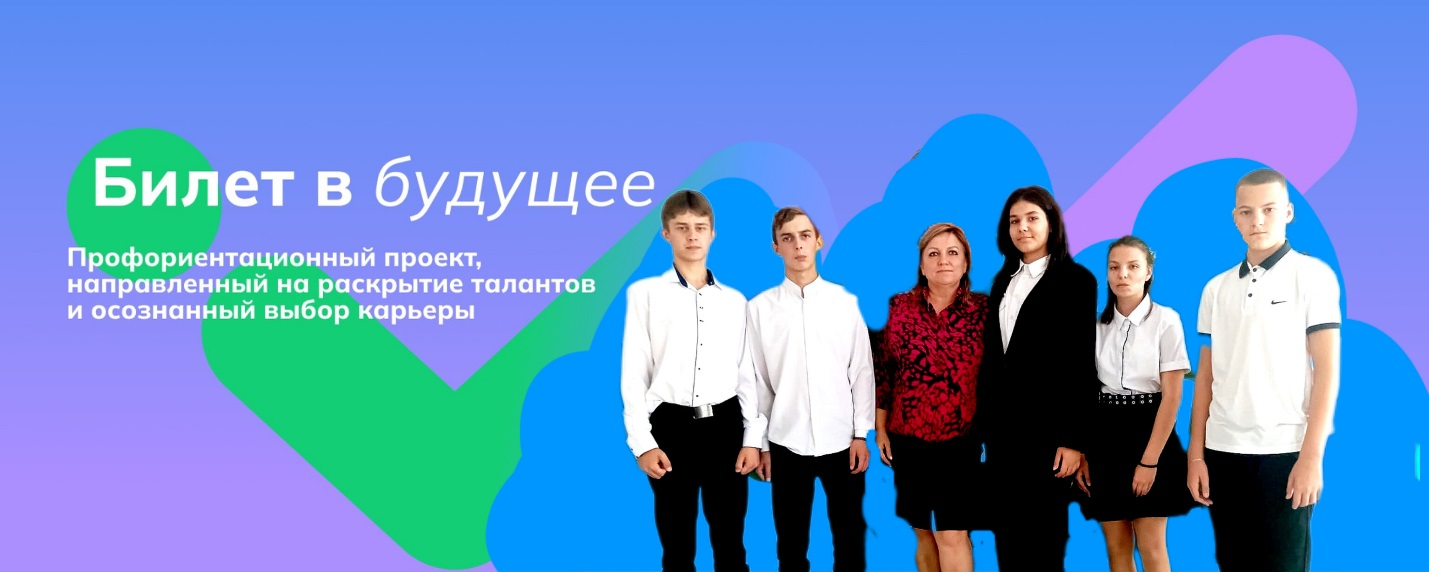 Билет в будущее
Профориентационный проект,
направленный на раскрытие талантов
и осознанный выбор карьеры